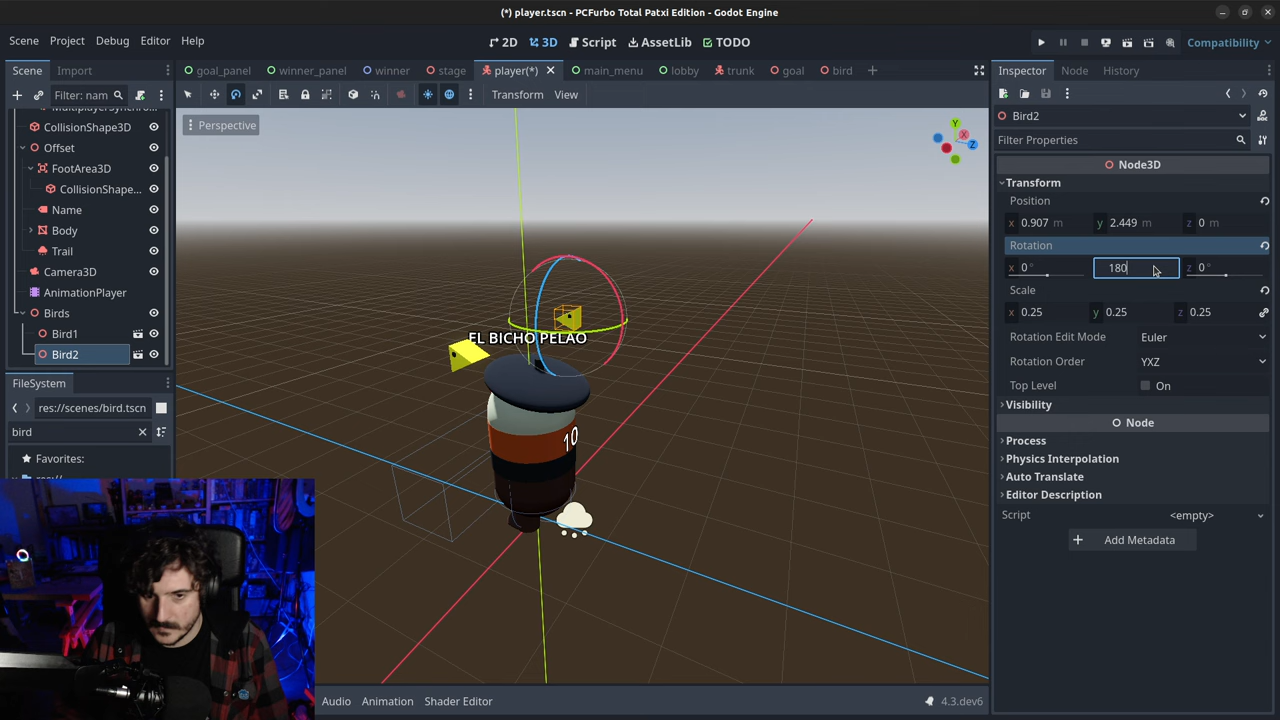 (*) player.tscn - PCFurbo Total Patxi Edition - Godot Engine
Scene Project Debug Editor Help
2D 3D Script AssetLib TODO
Compatibility
Scene Import
goal_panel winner_panel winner stage player(*) main_menu lobby trunk goal bird
Inspector Node History
Filter: nam
Transform View
Bird2
Perspective
Filter Properties
CollisionShape3D
Offset
FootArea3D
CollisionShape...
Name
Body
Trail
Camera3D
AnimationPlayer
Birds
Bird1
Bird2
Y
X
Z
EL BICHO PELAO
10
Node3D
Transform
Position
x 0.907 m y 2.449 m z 0 m
Rotation
x 0 ° 180 z 0 °
Scale
x 0.25 y 0.25 z 0.25
Rotation Edit Mode Euler
Rotation Order YXZ
Top Level On
Visibility
Node
Process
Physics Interpolation
Auto Translate
Editor Description
Script <empty>
Add Metadata
FileSystem
res://scenes/bird.tscn
bird
Favorites:
Audio Animation Shader Editor
4.3.dev6